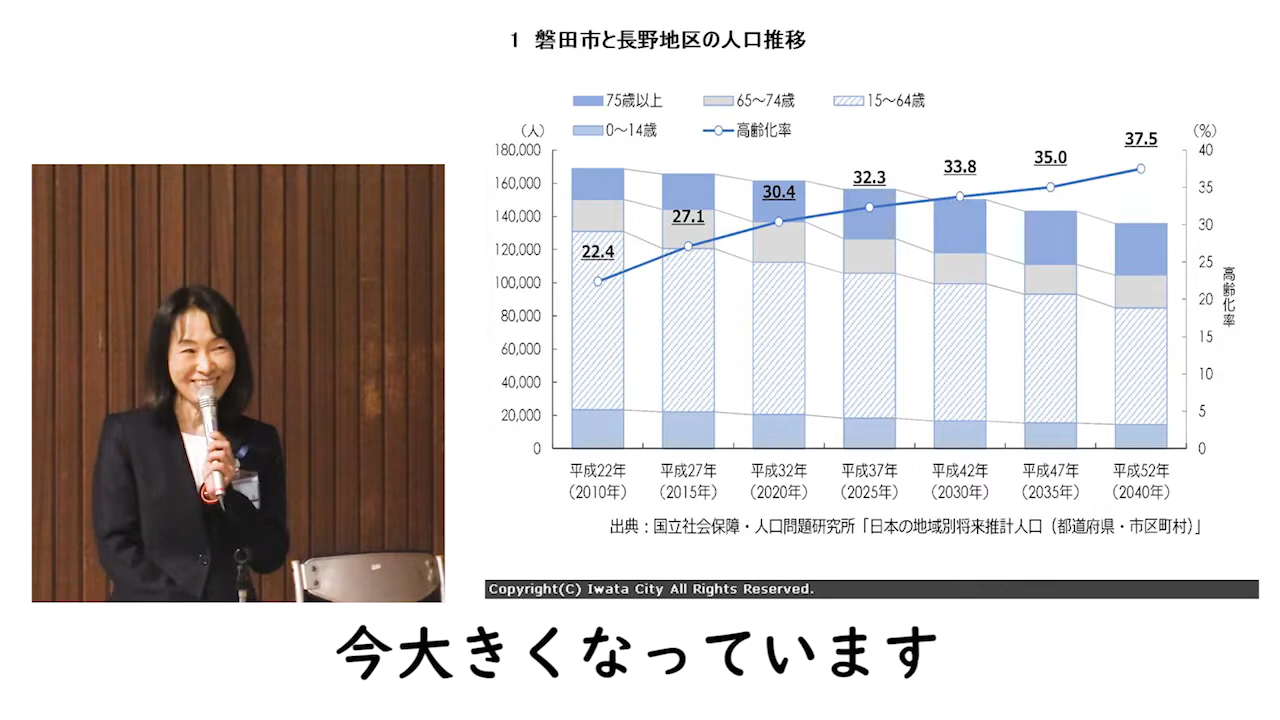 1 磐田市と長野地区の人口推移
75歳以上 65～74歳 15～64歳
0～14歳 高齢化率
（人）
（%）
180,000
160,000
140,000
120,000
100,000
80,000
60,000
40,000
20,000
0
22.4
27.1
30.4
32.3
33.8
35.0
37.5
40
35
30
25
20
15
10
5
0
高齢化率
平成22年 平成27年 平成32年 平成37年 平成42年 平成47年 平成52年
（2010年） （2015年） （2020年） （2025年） （2030年） （2035年） （2040年）
出典：国立社会保障・人口問題研究所「日本の地域別将来推計人口（都道府県・市区町村）」
Copyright(C) Iwata City All Rights Reserved.
今大きくなっています